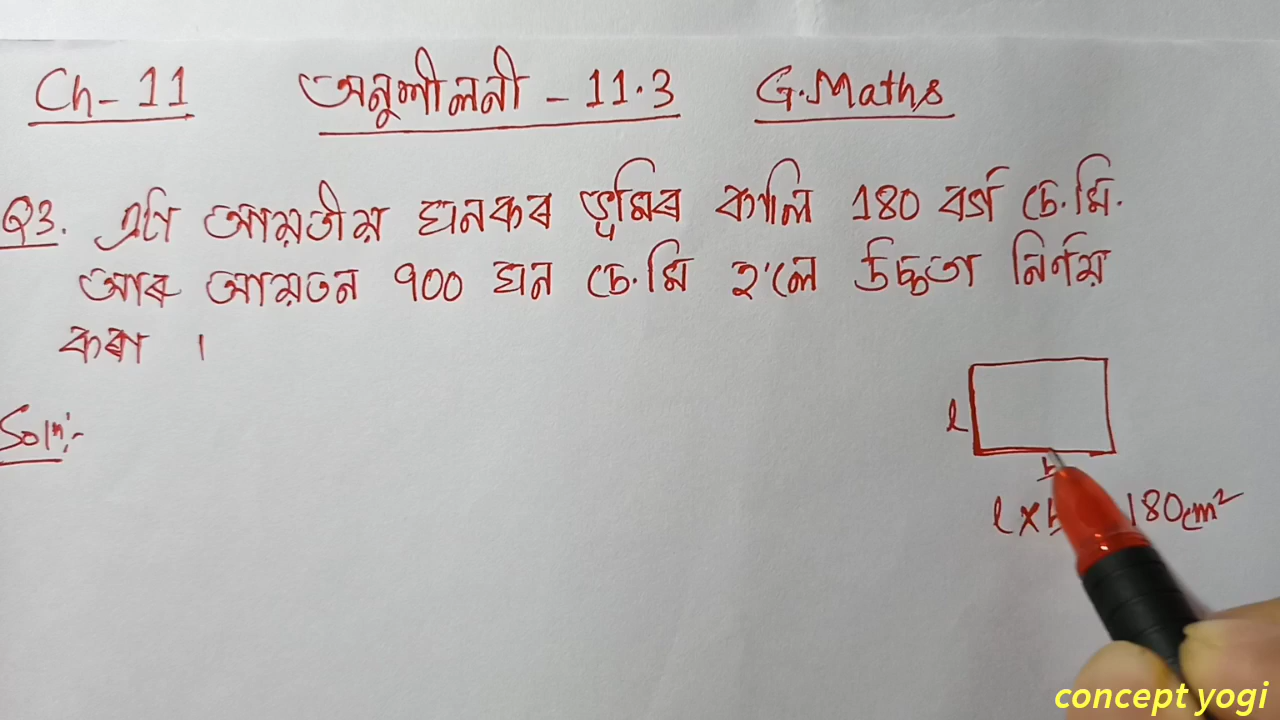 Ch- 11 অনুশীলনী - 11.3 G.Maths
Q3. এটা আয়তীয় ঘনকৰ ভূমিৰ কালি 180 বৰ্গ চে.মি.
আৰু আয়তন 900 ঘন চে.মি হ'লে উচ্চতা নিৰ্ণয়
কৰা ।
Soln:-
l
b
l x b 180cm²
concept yogi